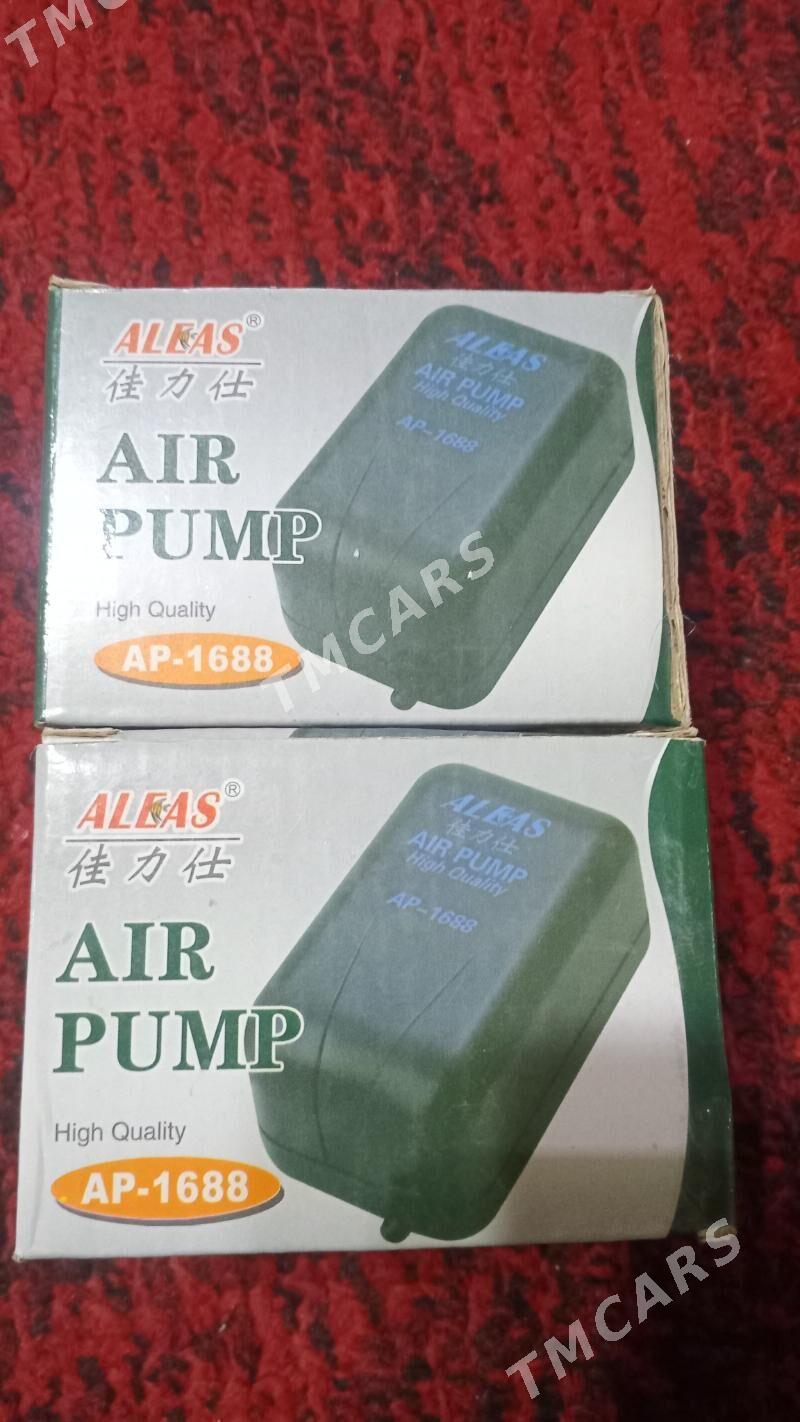 TMCARS
ALEAS®
佳力仕
AIR
PUMP
High Quality
AP-1688
ALEAS
佳力仕
AIR PUMP
High Quality
AP-1688
TMCARS
ALEAS®
佳力仕
AIR
PUMP
High Quality
AP-1688
ALEAS
佳力仕
AIR PUMP
High Quality
AP-1688
TMCARS